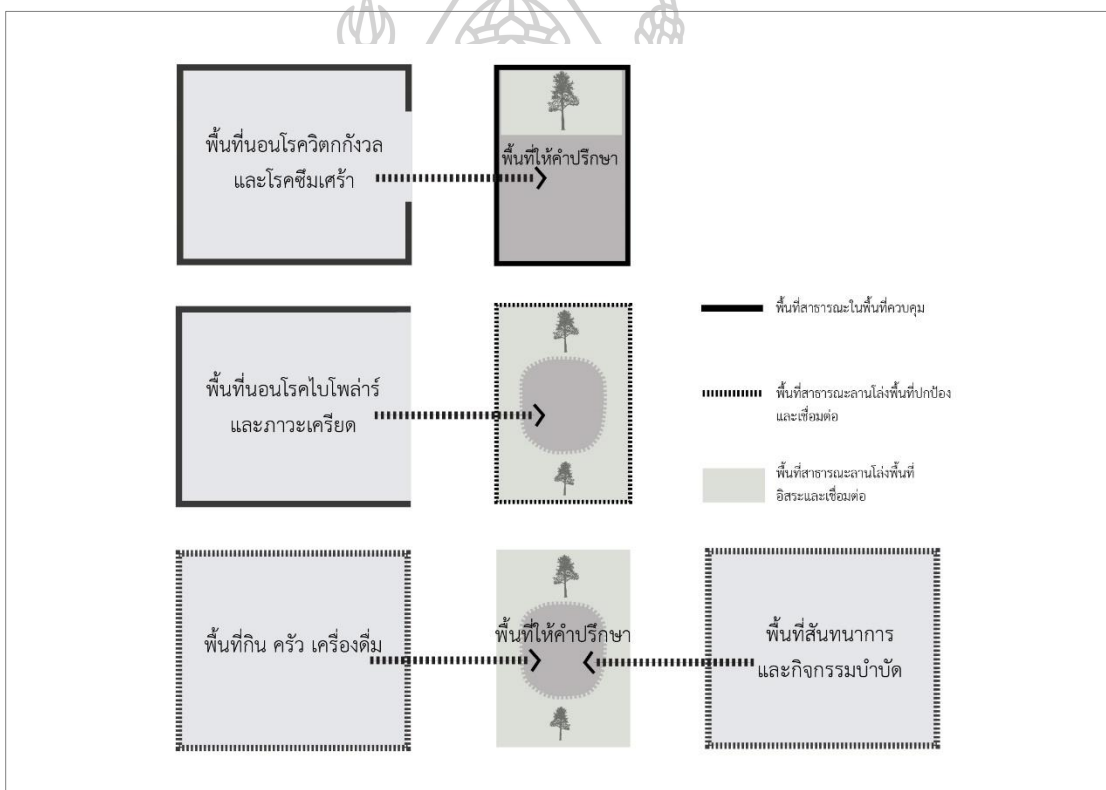 พื้นที่นอนโรควิตกกังวล
และโรคซึมเศร้า
พื้นที่ให้คำปรึกษา
พื้นที่นอนโรคไบโพล่าร์
และภาวะเครียด
พื้นที่สาธารณะในพื้นที่ควบคุม
พื้นที่สาธารณะลานโล่งพื้นที่ปกป้อง
และเชื่อมต่อ
พื้นที่สาธารณะลานโล่งพื้นที่
อิสระและเชื่อมต่อ
พื้นที่กิน ครัว เครื่องดื่ม
พื้นที่ให้คำปรึกษา
พื้นที่สันทนาการ
และกิจกรรมบำบัด